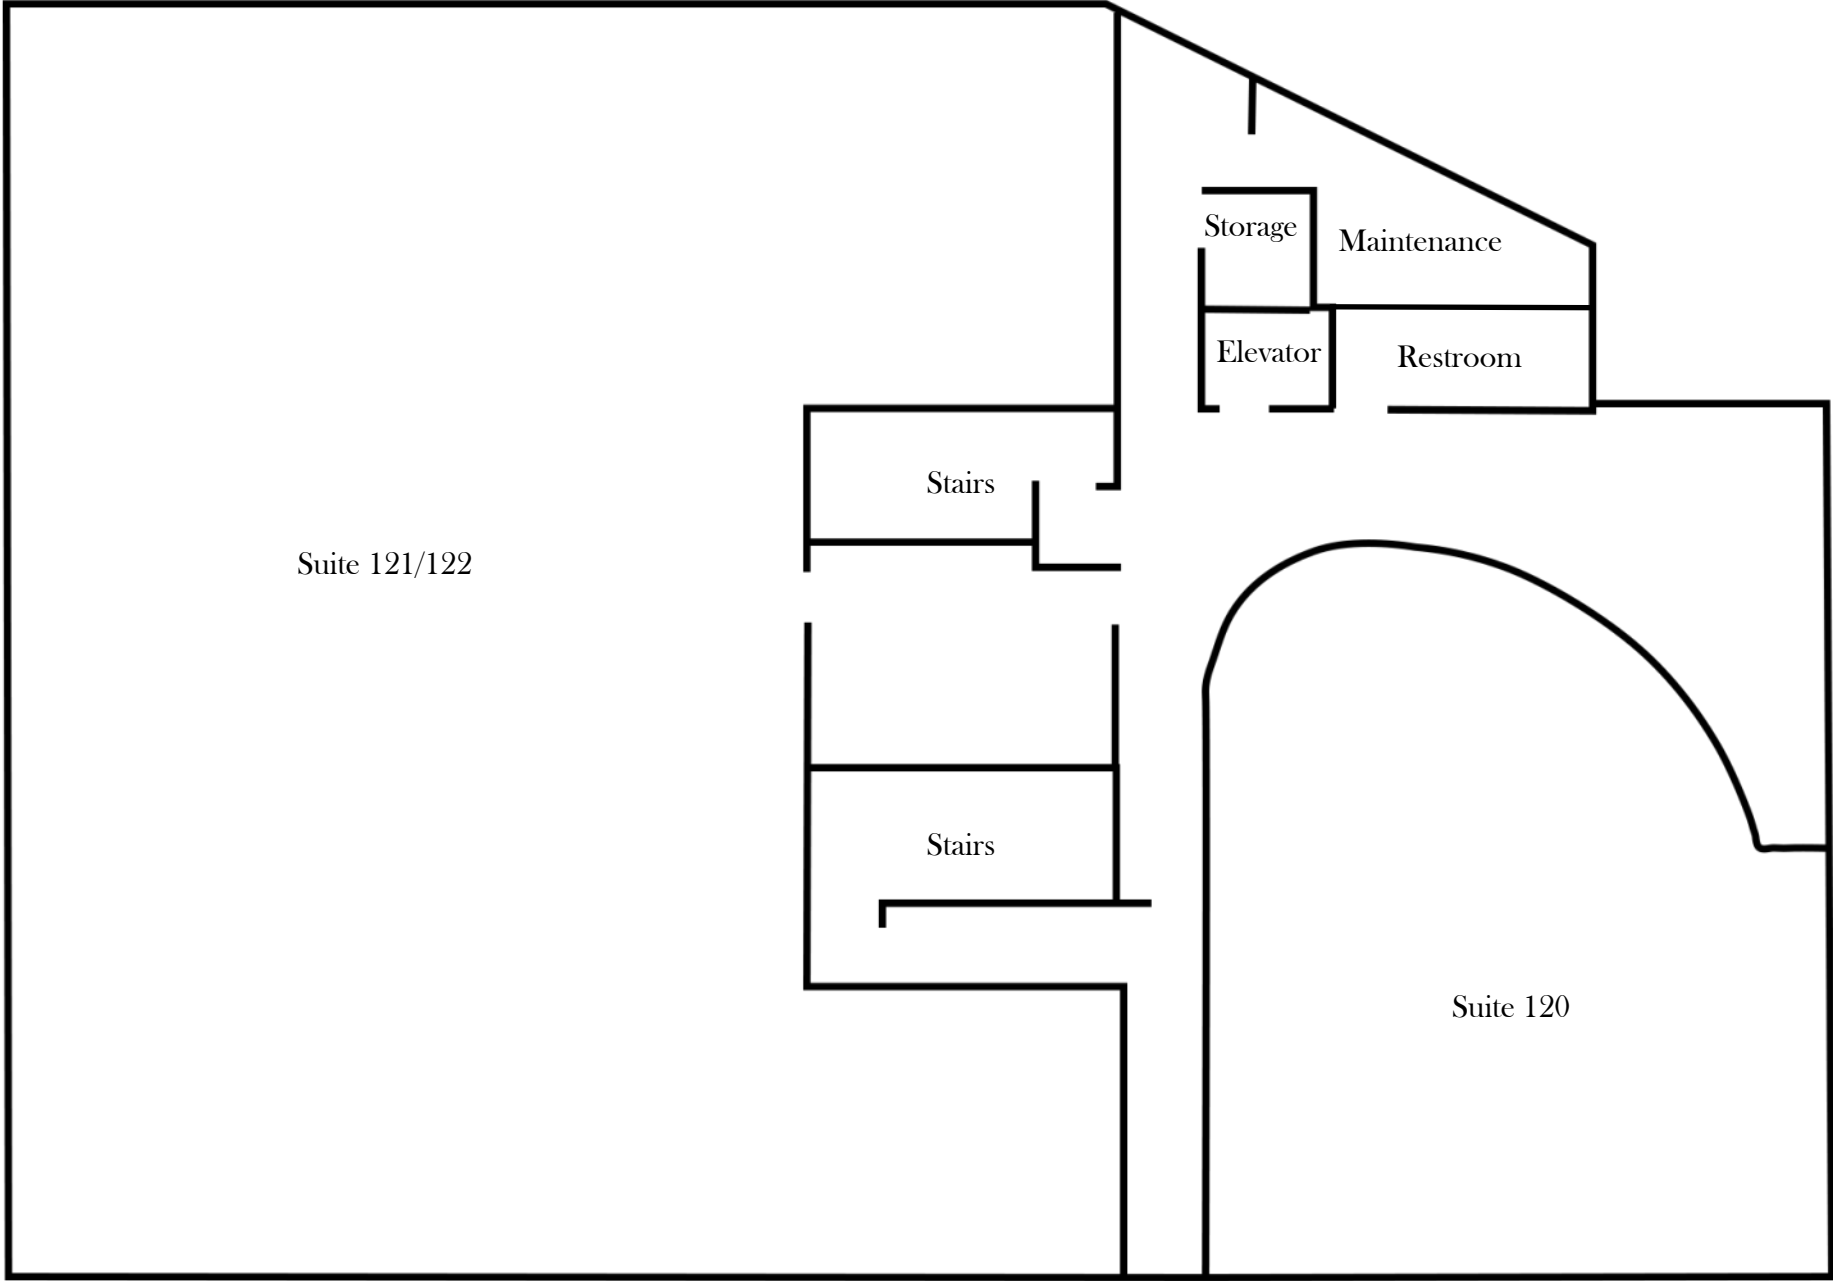 Storage
Maintenance
Elevator
Restroom
Stairs
Suite 121/122
Stairs
Suite 120